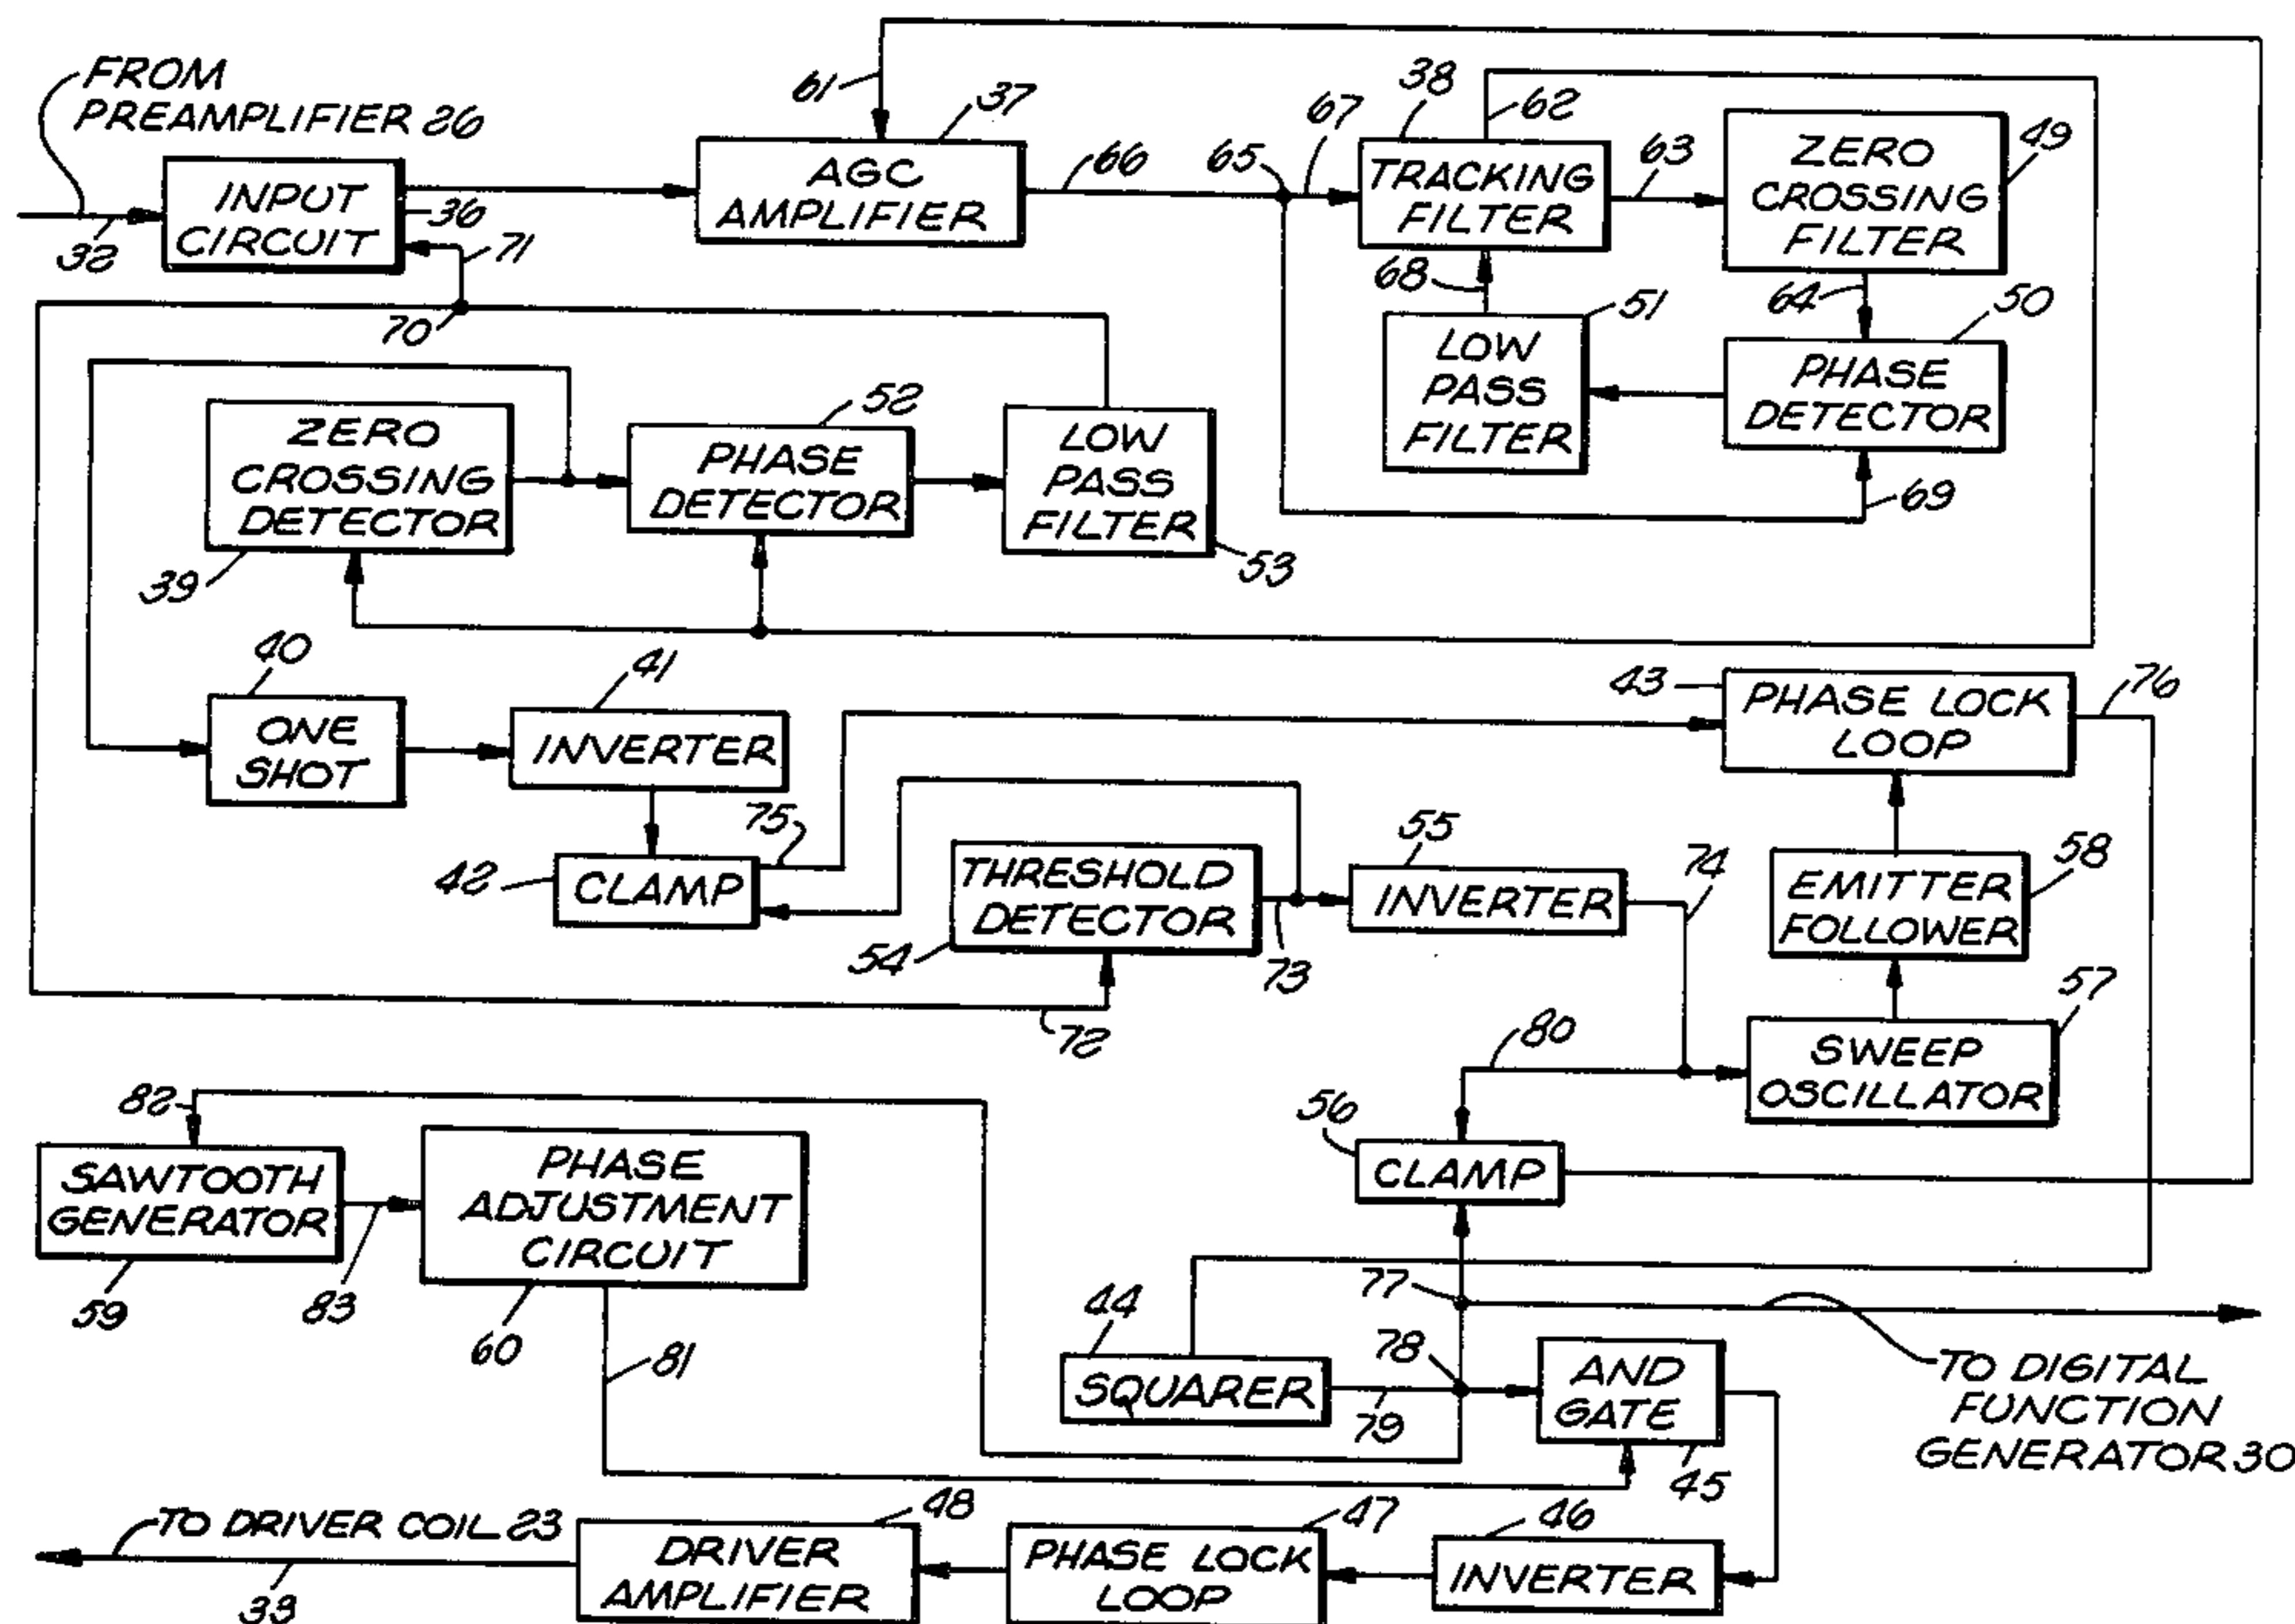 FROM
PREAMPLIFIER 26
32
INPUT
CIRCUIT
36
71
70
61
AGC
AMPLIFIER
37
66
65
67
38
62
TRACKING
FILTER
63
ZERO
CROSSING
FILTER
49
68
51
64
50
LOW
PASS
FILTER
PHASE
DETECTOR
69
ZERO
CROSSING
DETECTOR
39
52
PHASE
DETECTOR
LOW
PASS
FILTER
53
40
ONE
SHOT
41
INVERTER
43
PHASE LOCK
LOOP
76
42
CLAMP
75
THRESHOLD
DETECTOR
54
73
55
INVERTER
74
EMITTER
FOLLOWER
58
72
80
57
SWEEP
OSCILLATOR
82
56
CLAMP
SAWTOOTH
GENERATOR
59
83
PHASE
ADJUSTMENT
CIRCUIT
60
81
77
44
SQUARER
78
79
AND
GATE
45
TO DIGITAL
FUNCTION
GENERATOR 30
TO DRIVER COIL 23
33
48
DRIVER
AMPLIFIER
47
PHASE LOCK
LOOP
46
INVERTER